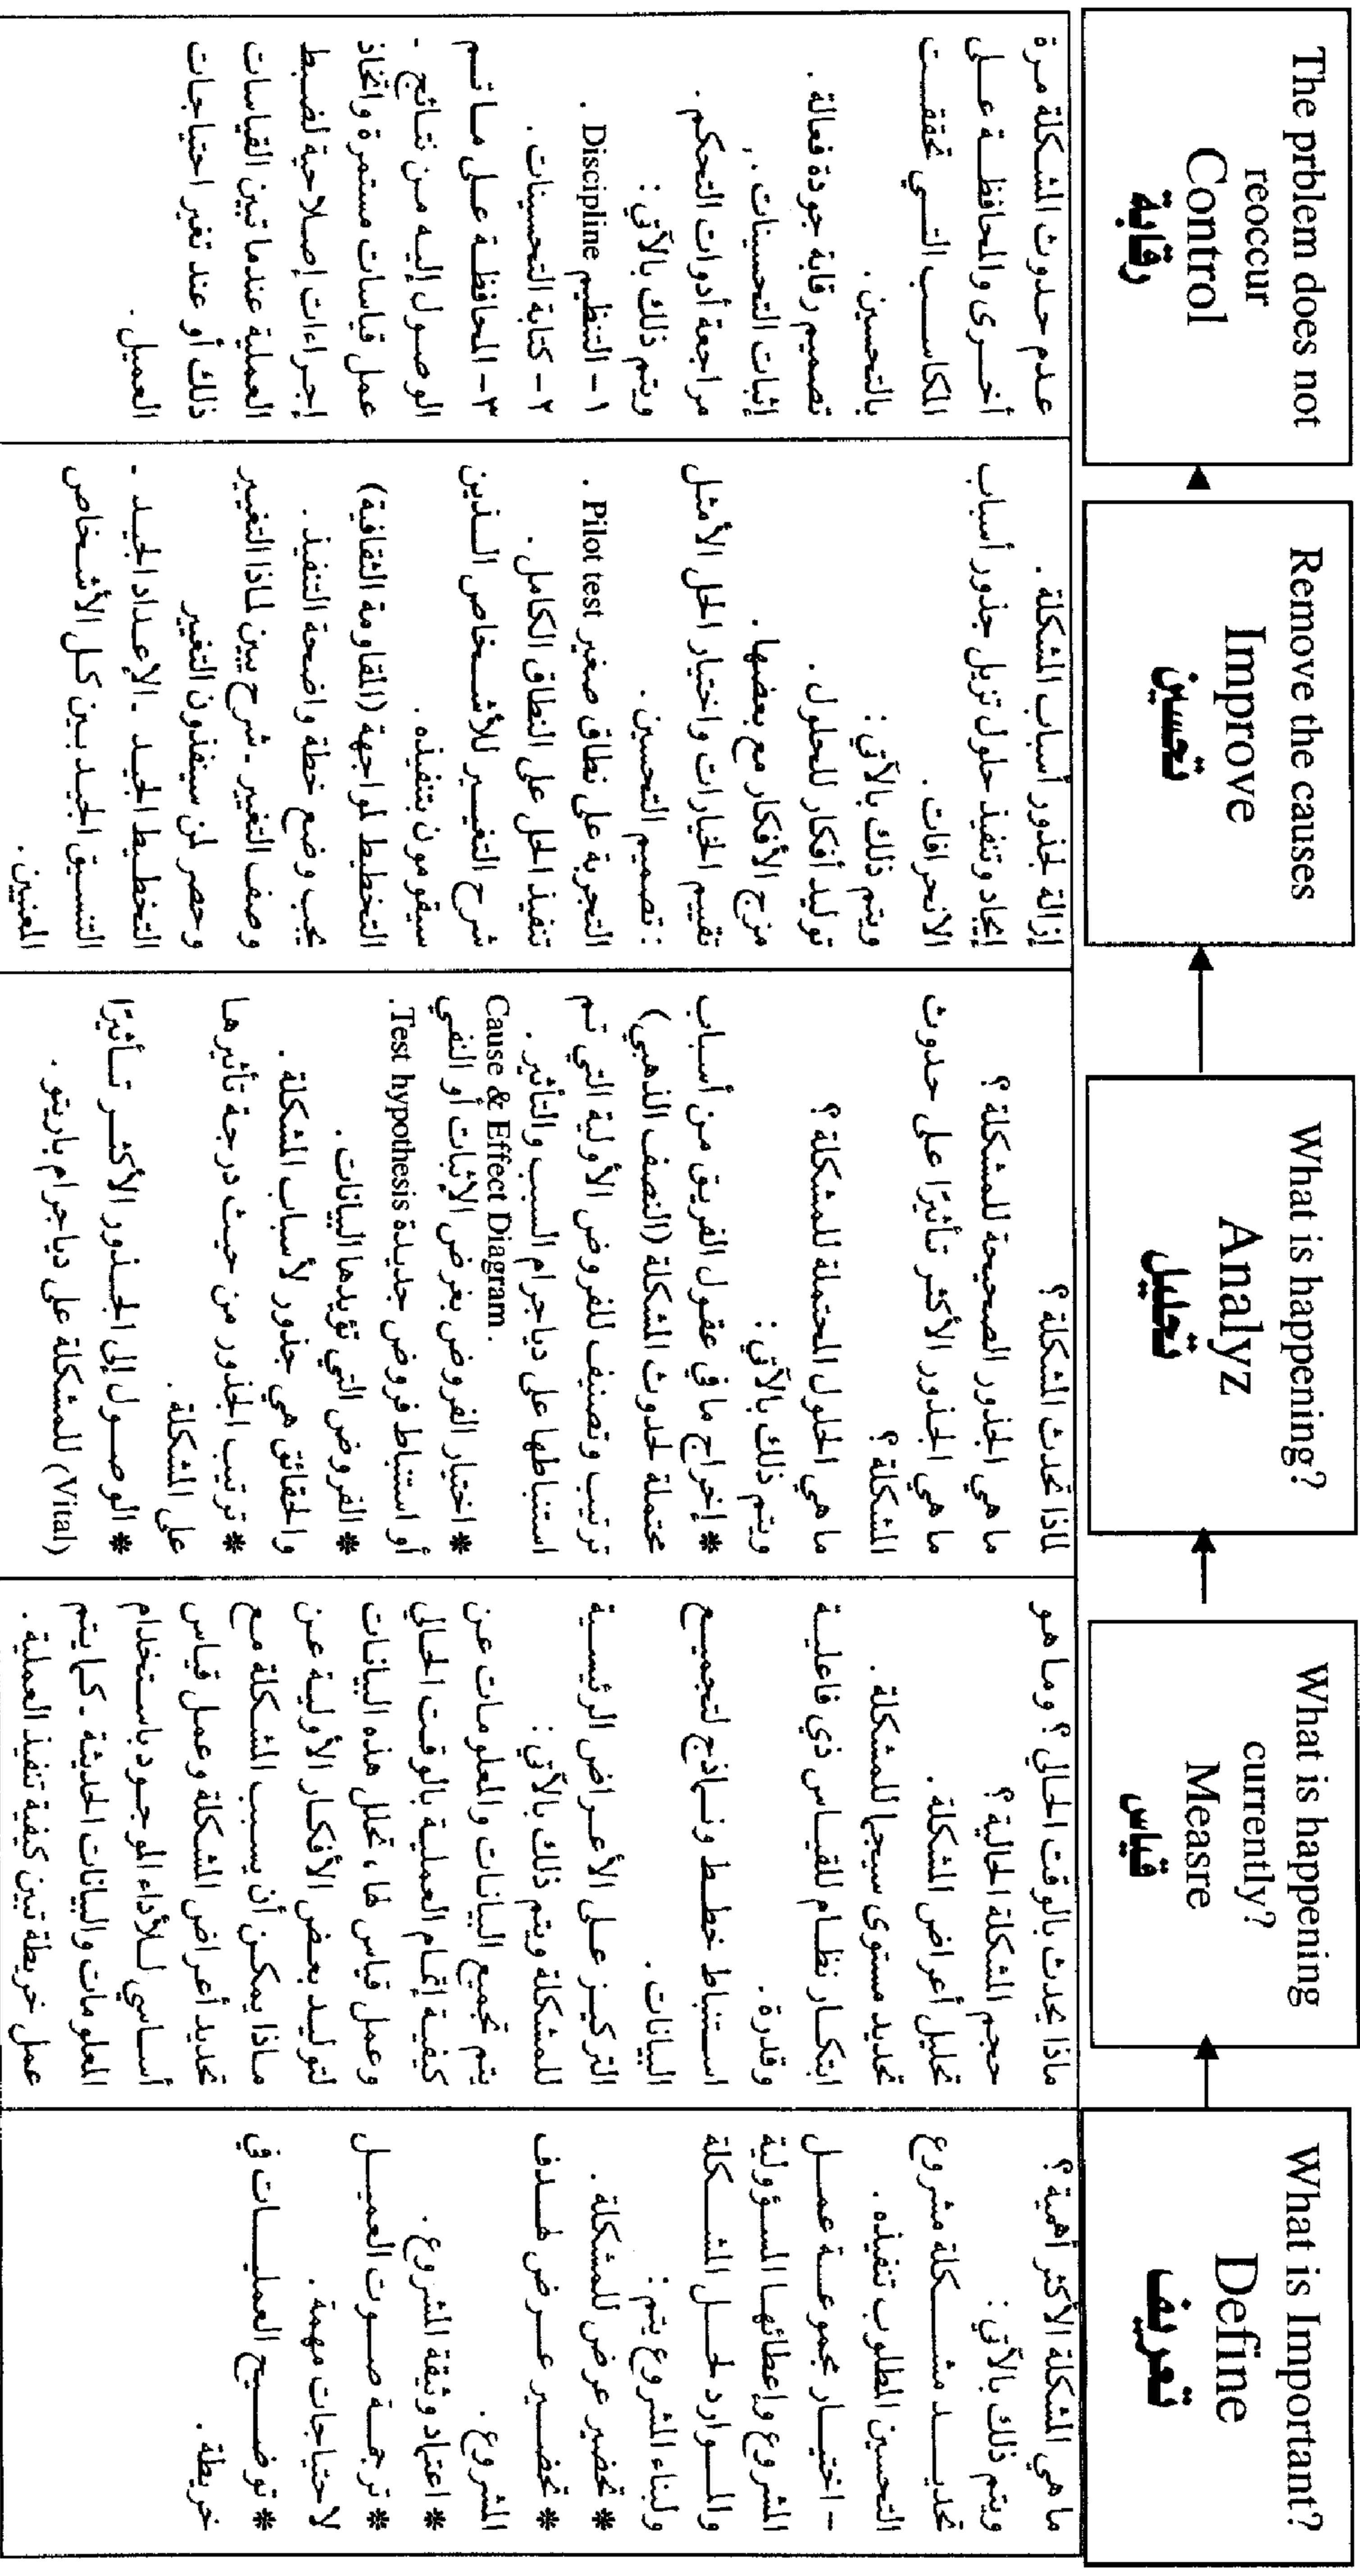 What is Important?
Define
تعريف
ما هي المشكلة الأكثر أهمية؟
ويتم ذلك بالآتي:
تحديد مشكلة مشروع
التحسين المطلوب تنفيذه.
- اختيار مجموعة عمل
المشروع وإعطائها المسؤولية
والموارد لحل المشكلة
ولبناء المشروع يتم:
* تحضير عرض للمشكلة.
* تحضير عرض لهدف
المشروع.
* اعتماد وثيقة المشروع.
* ترجمة صوت العميل
لاحتياجات مهمة.
* توضيح العمليات في
خريطة.
What is happening
currently?
Measre
قياس
ماذا يحدث بالوقت الحالي؟ وما هو
حجم المشكلة الحالية؟
تحليل أعراض المشكلة.
تحديد مستوى سيجما للمشكلة.
ابتكار نظام للقياس ذي فاعلية
وقدرة.
استنباط خطط ونماذج لتجميع
البيانات.
التركيز على الأعراض الرئيسية
للمشكلة ويتم ذلك بالآتي:
يتم تجميع البيانات والمعلومات عن
كيفية إتمام العملية بالوقت الحالي
وعمل قياس لها، تحلل هذه البيانات
لتوليد بعض الأفكار الأولية عن
ماذا يمكن أن يسبب المشكلة مع
تحديد أعراض المشكلة وعمل قياس
أساسي للأداء الموجود باستخدام
المعلومات والبيانات الحديثة - كما يتم
عمل خريطة تبين كيفية تنفيذ العملية.
What is happening?
Analyz
تحليل
لماذا تحدث المشكلة؟
ما هي الجذور الصحيحة للمشكلة؟
ما هي الجذور الأكثر تأثيرًا على حدوث
المشكلة؟
ما هي الحلول المحتملة للمشكلة؟
ويتم ذلك بالآتي:
* إخراج ما في عقول الفريق من أسباب
محتملة لحدوث المشكلة (النصف الذهبي)
ترتيب وتصنيف للفروض الأولية التي تم
استنباطها على دياجرام السبب والتأثير.
Cause & Effect Diagram.
* اختبار الفروض بغرض الإثبات أو النفي
أو استنباط فروض جديدة Test hypothesis.
* الفروض التي تؤيدها البيانات
والحقائق هي جذور لأسباب المشكلة.
* ترتيب الجذور من حيث درجة تأثيرها
على المشكلة.
* الوصول إلى الجذور الأكثر تأثيرًا
(Vital) للمشكلة على دياجرام باريتو.
Remove the causes
Improve
تحسين
إزالة لجذور أسباب المشكلة.
إيجاد وتنفيذ حلول تزيل جذور أسباب
الانحرافات.
ويتم ذلك بالآتي:
توليد أفكار للحلول.
مزج الأفكار مع بعضها.
تقييم الخيارات واختيار الحل الأمثل
: تصميم التحسين.
التجربة على نطاق صغير Pilot test.
تنفيذ الحل على النطاق الكامل.
شرح التغيير للأشخاص الذين
سيقومون بتنفيذه.
التخطيط لمواجهة (المقاومة الثقافية)
يجب وضع خطة واضحة التنفيذ.
وصف التغيير - شرح يبين لماذا التغيير
وحصر لمن سينفذون التغيير
التخطيط الجيد - الإعداد الجيد -
التنسيق الجيد بين كل الأشخاص
المعنيين.
The prblem does not
reoccur
Control
رقابة
عدم حدوث المشكلة مرة
أخرى والمحافظة على
المكاسب التي تحققت
بالتحسين.
تصميم رقابة جودة فعالة.
إثبات التحسينات.
مراجعة أدوات التحكم.
ويتم ذلك بالآتي:
١ - التنظيم Discipline.
٢ - كتابة التحسينات.
٣ - المحافظة على ما تم
الوصول إليه من نتائج -
عمل قياسات مستمرة واتخاذ
إجراءات إصلاحية لضبط
العملية عندما تبين القياسات
ذلك أو عند تغير احتياجات
العميل.